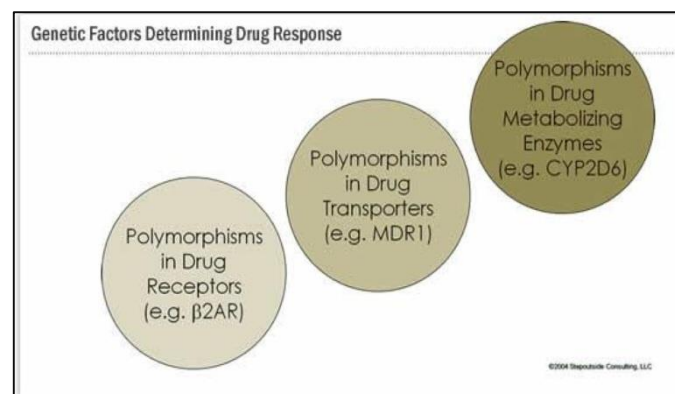 Genetic Factors Determining Drug Response
Polymorphisms
in Drug
Metabolizing
Enzymes
(e.g. CYP2D6)
Polymorphisms
in Drug
Transporters
(e.g. MDR1)
Polymorphisms
in Drug
Receptors
(e.g. β2AR)
©2004 Stepoutside Consulting, LLC